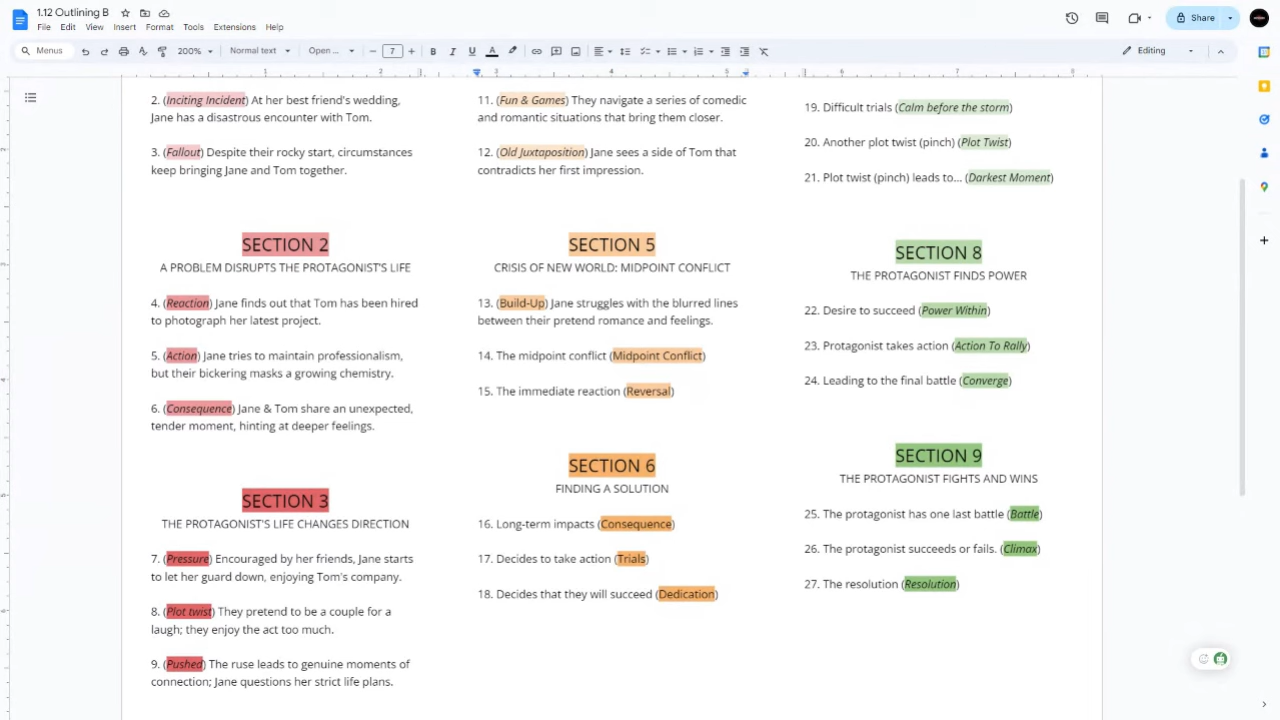 1.12 Outlining B
File Edit View Insert Format Tools Extensions Help
Share
Menus
200%
Normal text
Open ...
7
Editing
1 2 3 4 5 6 7 8
2. (Inciting Incident) At her best friend's wedding,
Jane has a disastrous encounter with Tom.
3. (Fallout) Despite their rocky start, circumstances
keep bringing Jane and Tom together.
SECTION 2
A PROBLEM DISRUPTS THE PROTAGONIST'S LIFE
4. (Reaction) Jane finds out that Tom has been hired
to photograph her latest project.
5. (Action) Jane tries to maintain professionalism,
but their bickering masks a growing chemistry.
6. (Consequence) Jane & Tom share an unexpected,
tender moment, hinting at deeper feelings.
SECTION 3
THE PROTAGONIST'S LIFE CHANGES DIRECTION
7. (Pressure) Encouraged by her friends, Jane starts
to let her guard down, enjoying Tom's company.
8. (Plot twist) They pretend to be a couple for a
laugh; they enjoy the act too much.
9. (Pushed) The ruse leads to genuine moments of
connection; Jane questions her strict life plans.
11. (Fun & Games) They navigate a series of comedic
and romantic situations that bring them closer.
12. (Old Juxtaposition) Jane sees a side of Tom that
contradicts her first impression.
SECTION 5
CRISIS OF NEW WORLD: MIDPOINT CONFLICT
13. (Build-Up) Jane struggles with the blurred lines
between their pretend romance and feelings.
14. The midpoint conflict (Midpoint Conflict)
15. The immediate reaction (Reversal)
SECTION 6
FINDING A SOLUTION
16. Long-term impacts (Consequence)
17. Decides to take action (Trials)
18. Decides that they will succeed (Dedication)
19. Difficult trials (Calm before the storm)
20. Another plot twist (pinch) (Plot Twist)
21. Plot twist (pinch) leads to... (Darkest Moment)
SECTION 8
THE PROTAGONIST FINDS POWER
22. Desire to succeed (Power Within)
23. Protagonist takes action (Action To Rally)
24. Leading to the final battle (Converge)
SECTION 9
THE PROTAGONIST FIGHTS AND WINS
25. The protagonist has one last battle (Battle)
26. The protagonist succeeds or fails. (Climax)
27. The resolution (Resolution)